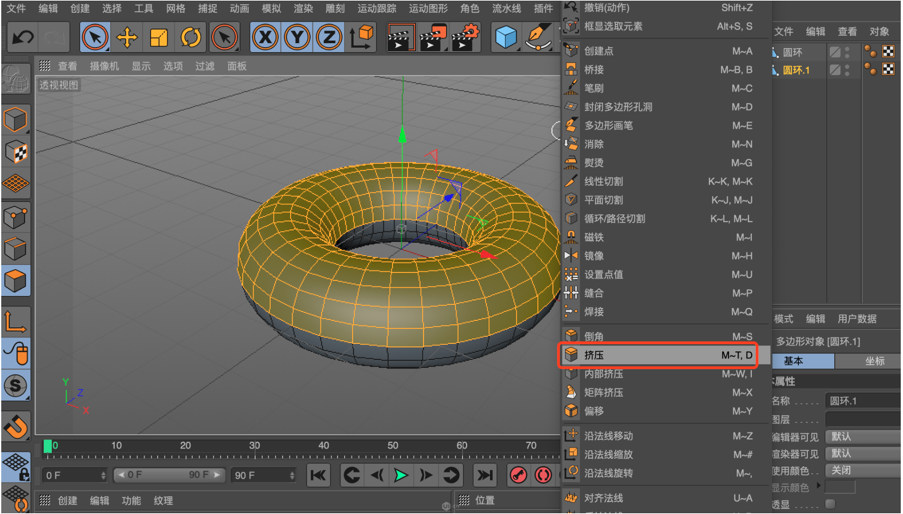 文件 编辑 创建 选择 工具 网格 捕捉 动画 模拟 渲染 雕刻 运动跟踪 运动图形 角色 流水线 插件
撤销(动作) Shift+Z
框显选取元素 Alt+S, S
文件 编辑 查看 对象
X Y Z
创建点 M~A
圆环
查看 摄像机 显示 选项 过滤 面板
桥接 M~B, B
圆环.1
透视视图
笔刷 M~C
封闭多边形孔洞 M~D
多边形画笔 M~E
消除 M~N
熨烫 M~G
线性切割 K~K, M~K
平面切割 K~J, M~J
循环/路径切割 K~L, M~L
磁铁 M~I
镜像 M~H
设置点值 M~U
缝合 M~P
焊接 M~Q
模式 编辑 用户数据
倒角 M~S
多边形对象 [圆环.1]
挤压 M~T, D
基本 坐标
内部挤压 M~W, I
属性
矩阵挤压 M~X
名称 圆环.1
偏移 M~Y
图层
Y
Z
X
沿法线移动 M~Z
编辑器可见 默认
0 10 20 30 40 50 60 70
沿法线缩放 M~#
渲染器可见 默认
0 F 0 F 90 F 90 F
沿法线旋转 M~,
使用颜色 关闭
显示颜色
创建 编辑 功能 纹理
位置
对齐法线 U~A
透显